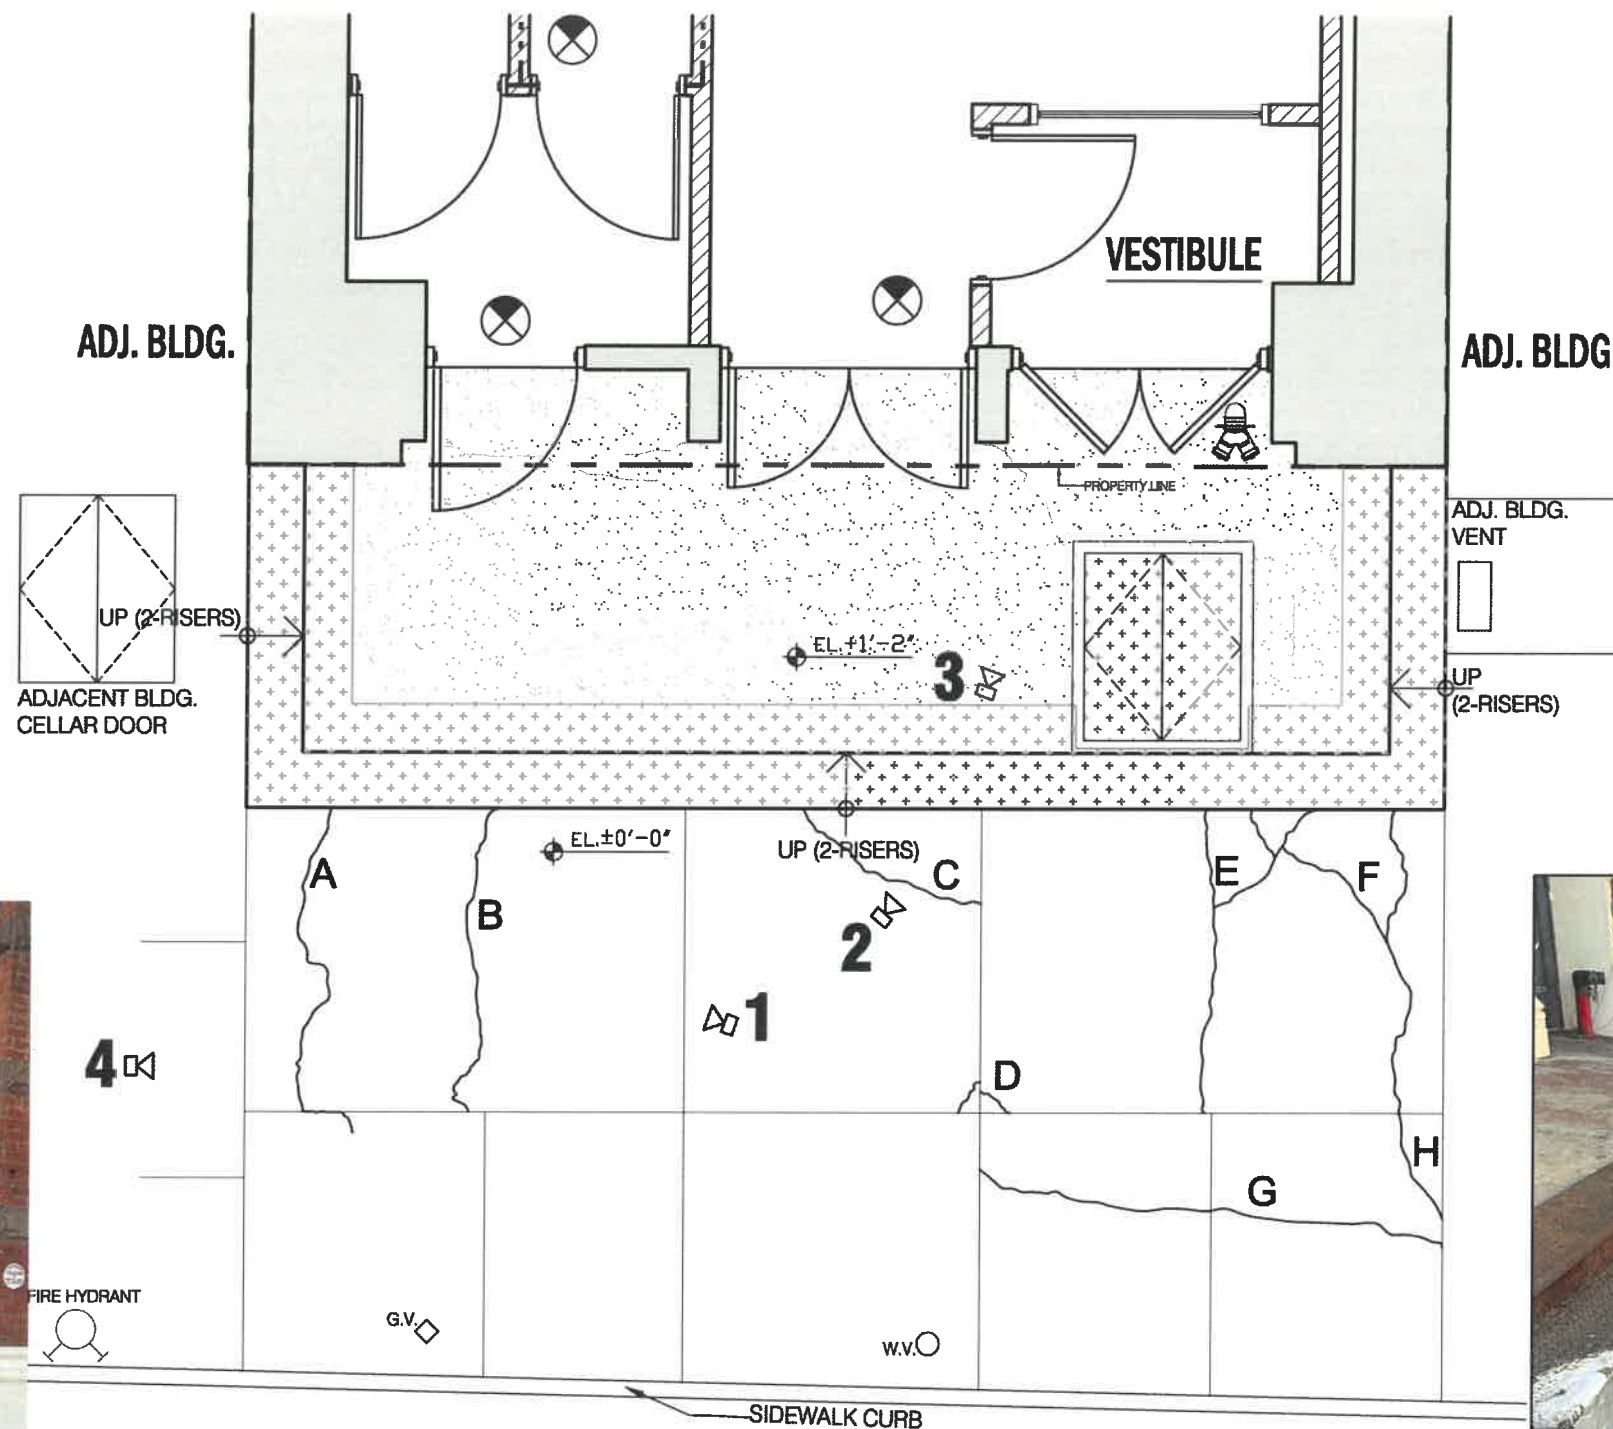 VESTIBULE
ADJ. BLDG.
ADJ. BLDG
PROPERTY LINE
ADJ. BLDG.
VENT
UP (2-RISERS)
EL.+1'-2"
3
UP
(2-RISERS)
ADJACENT BLDG.
CELLAR DOOR
EL.±0'-0"
UP (2-RISERS)
A
B
C
E
F
2
1
4
D
H
G
FIRE HYDRANT
G.V.
W.V.
SIDEWALK CURB